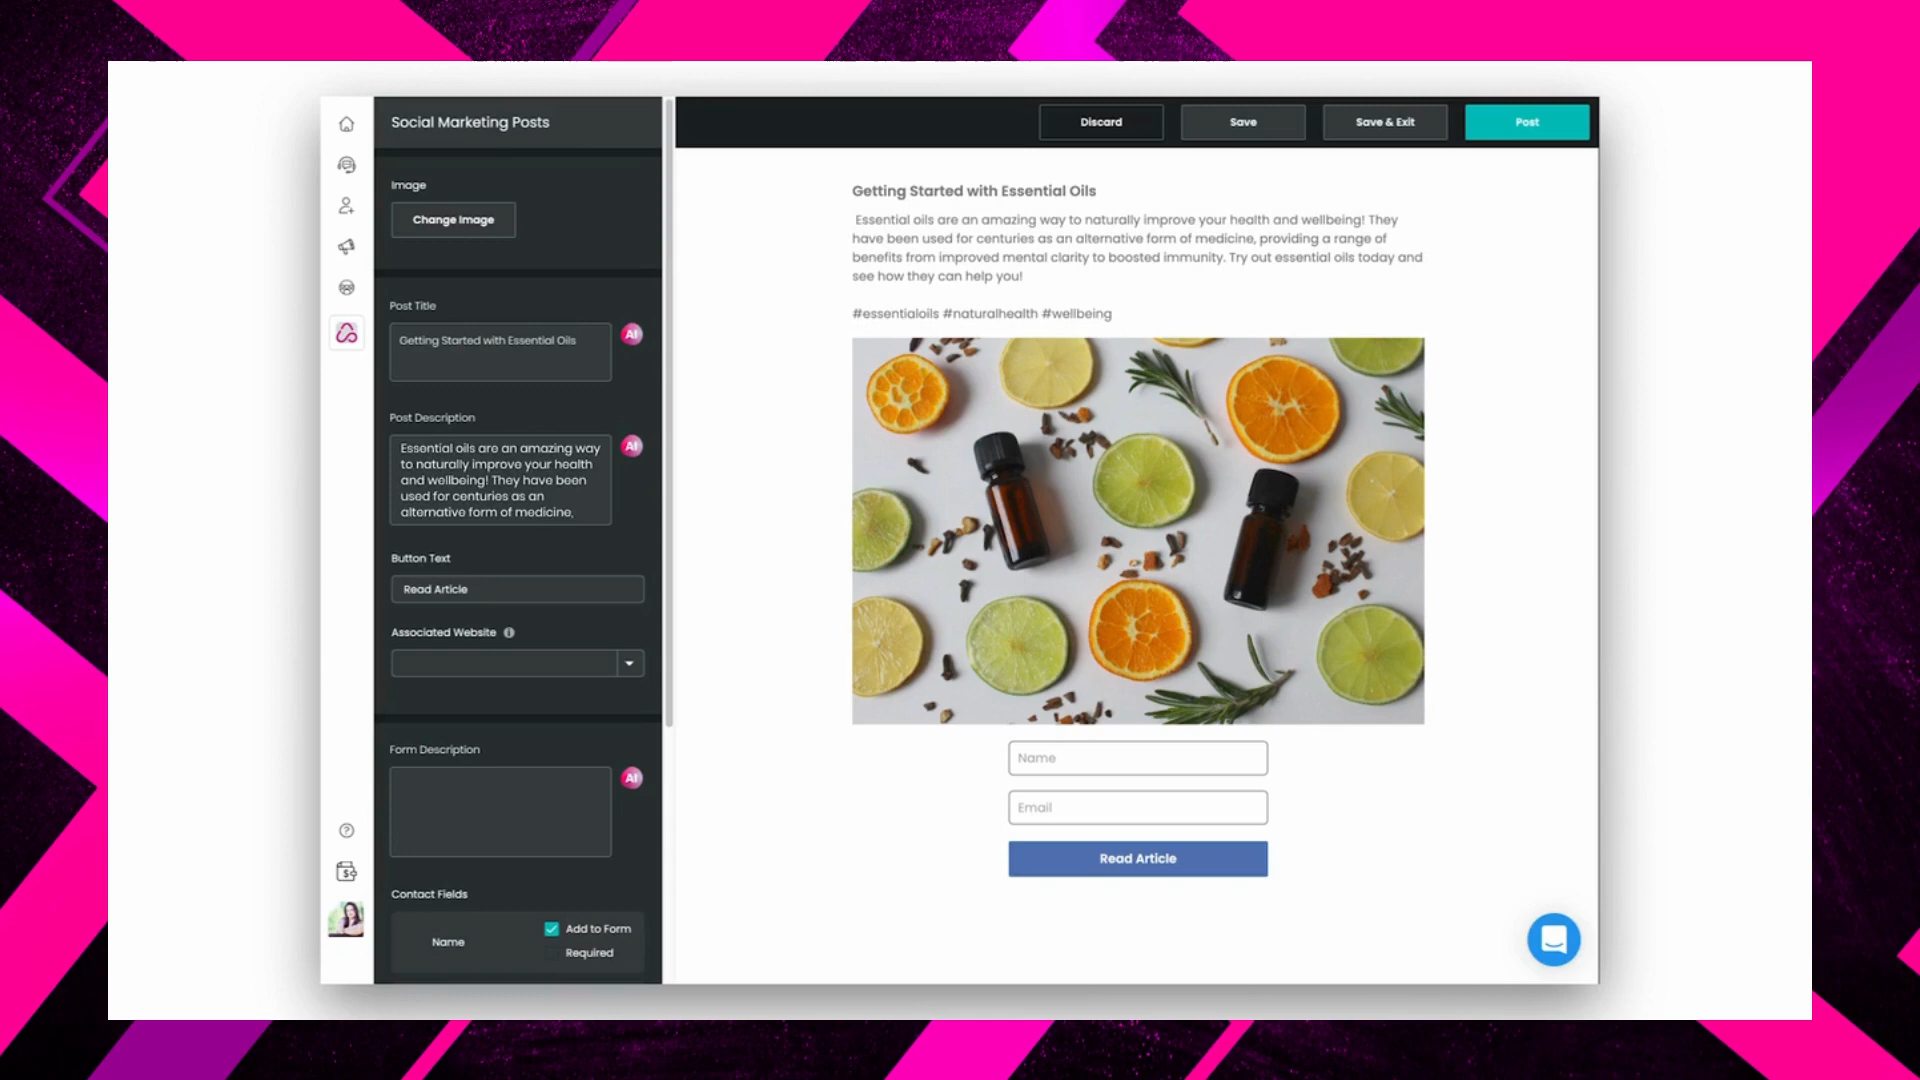 Social Marketing Posts
Discard
Save
Save & Exit
Post
Image
Change Image
Post Title
Getting Started with Essential Oils
AI
Post Description
Essential oils are an amazing way
to naturally improve your health
and wellbeing! They have been
used for centuries as an
alternative form of medicine,
AI
Button Text
Read Article
Associated Website
Form Description
AI
Contact Fields
Name
Add to Form
Required
Getting Started with Essential Oils
Essential oils are an amazing way to naturally improve your health and wellbeing! They
have been used for centuries as an alternative form of medicine, providing a range of
benefits from improved mental clarity to boosted immunity. Try out essential oils today and
see how they can help you!
#essentialoils #naturalhealth #wellbeing
Name
Email
Read Article